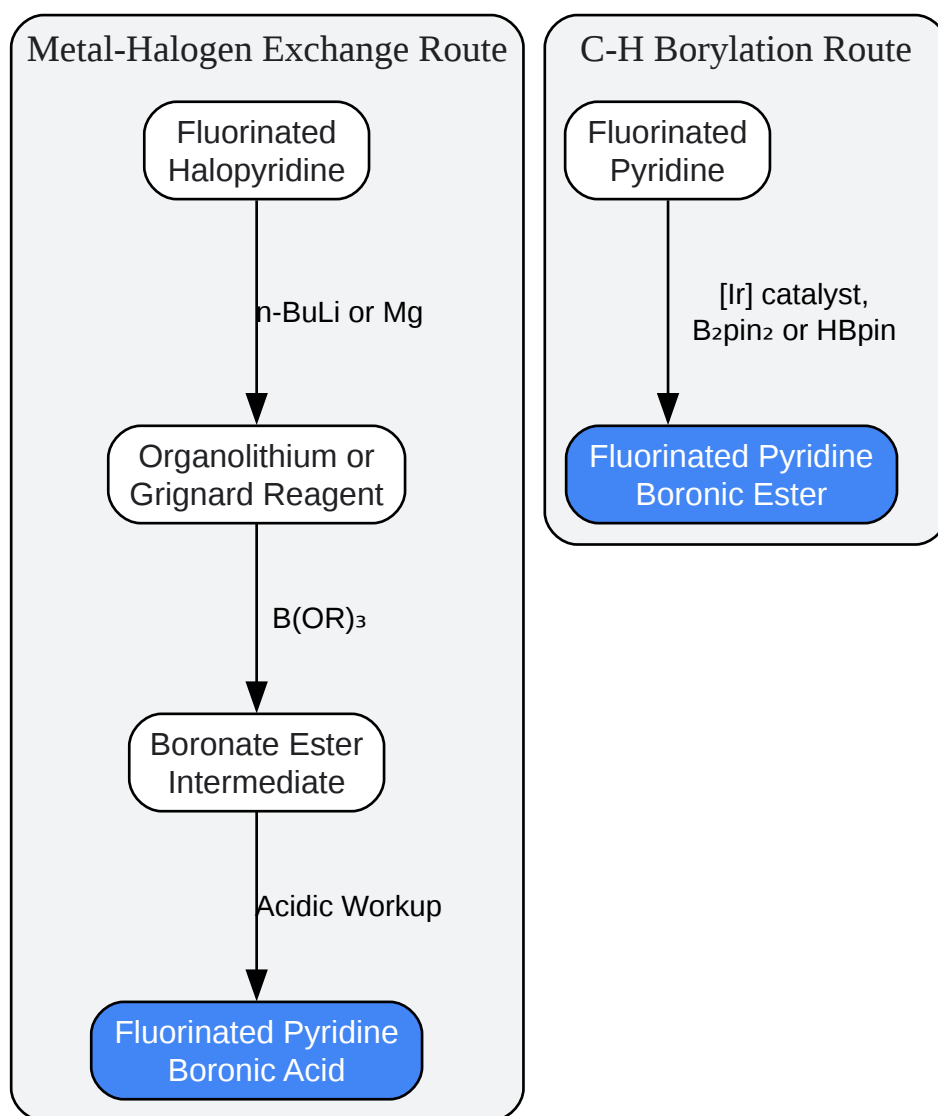 Metal-Halogen Exchange Route
Fluorinated
Halopyridine
n-BuLi or Mg
Organolithium or
Grignard Reagent
B(OR)₃
Boronate Ester
Intermediate
Acidic Workup
Fluorinated Pyridine
Boronic Acid
C-H Borylation Route
Fluorinated
Pyridine
[Ir] catalyst,
B₂pin₂ or HBpin
Fluorinated Pyridine
Boronic Ester